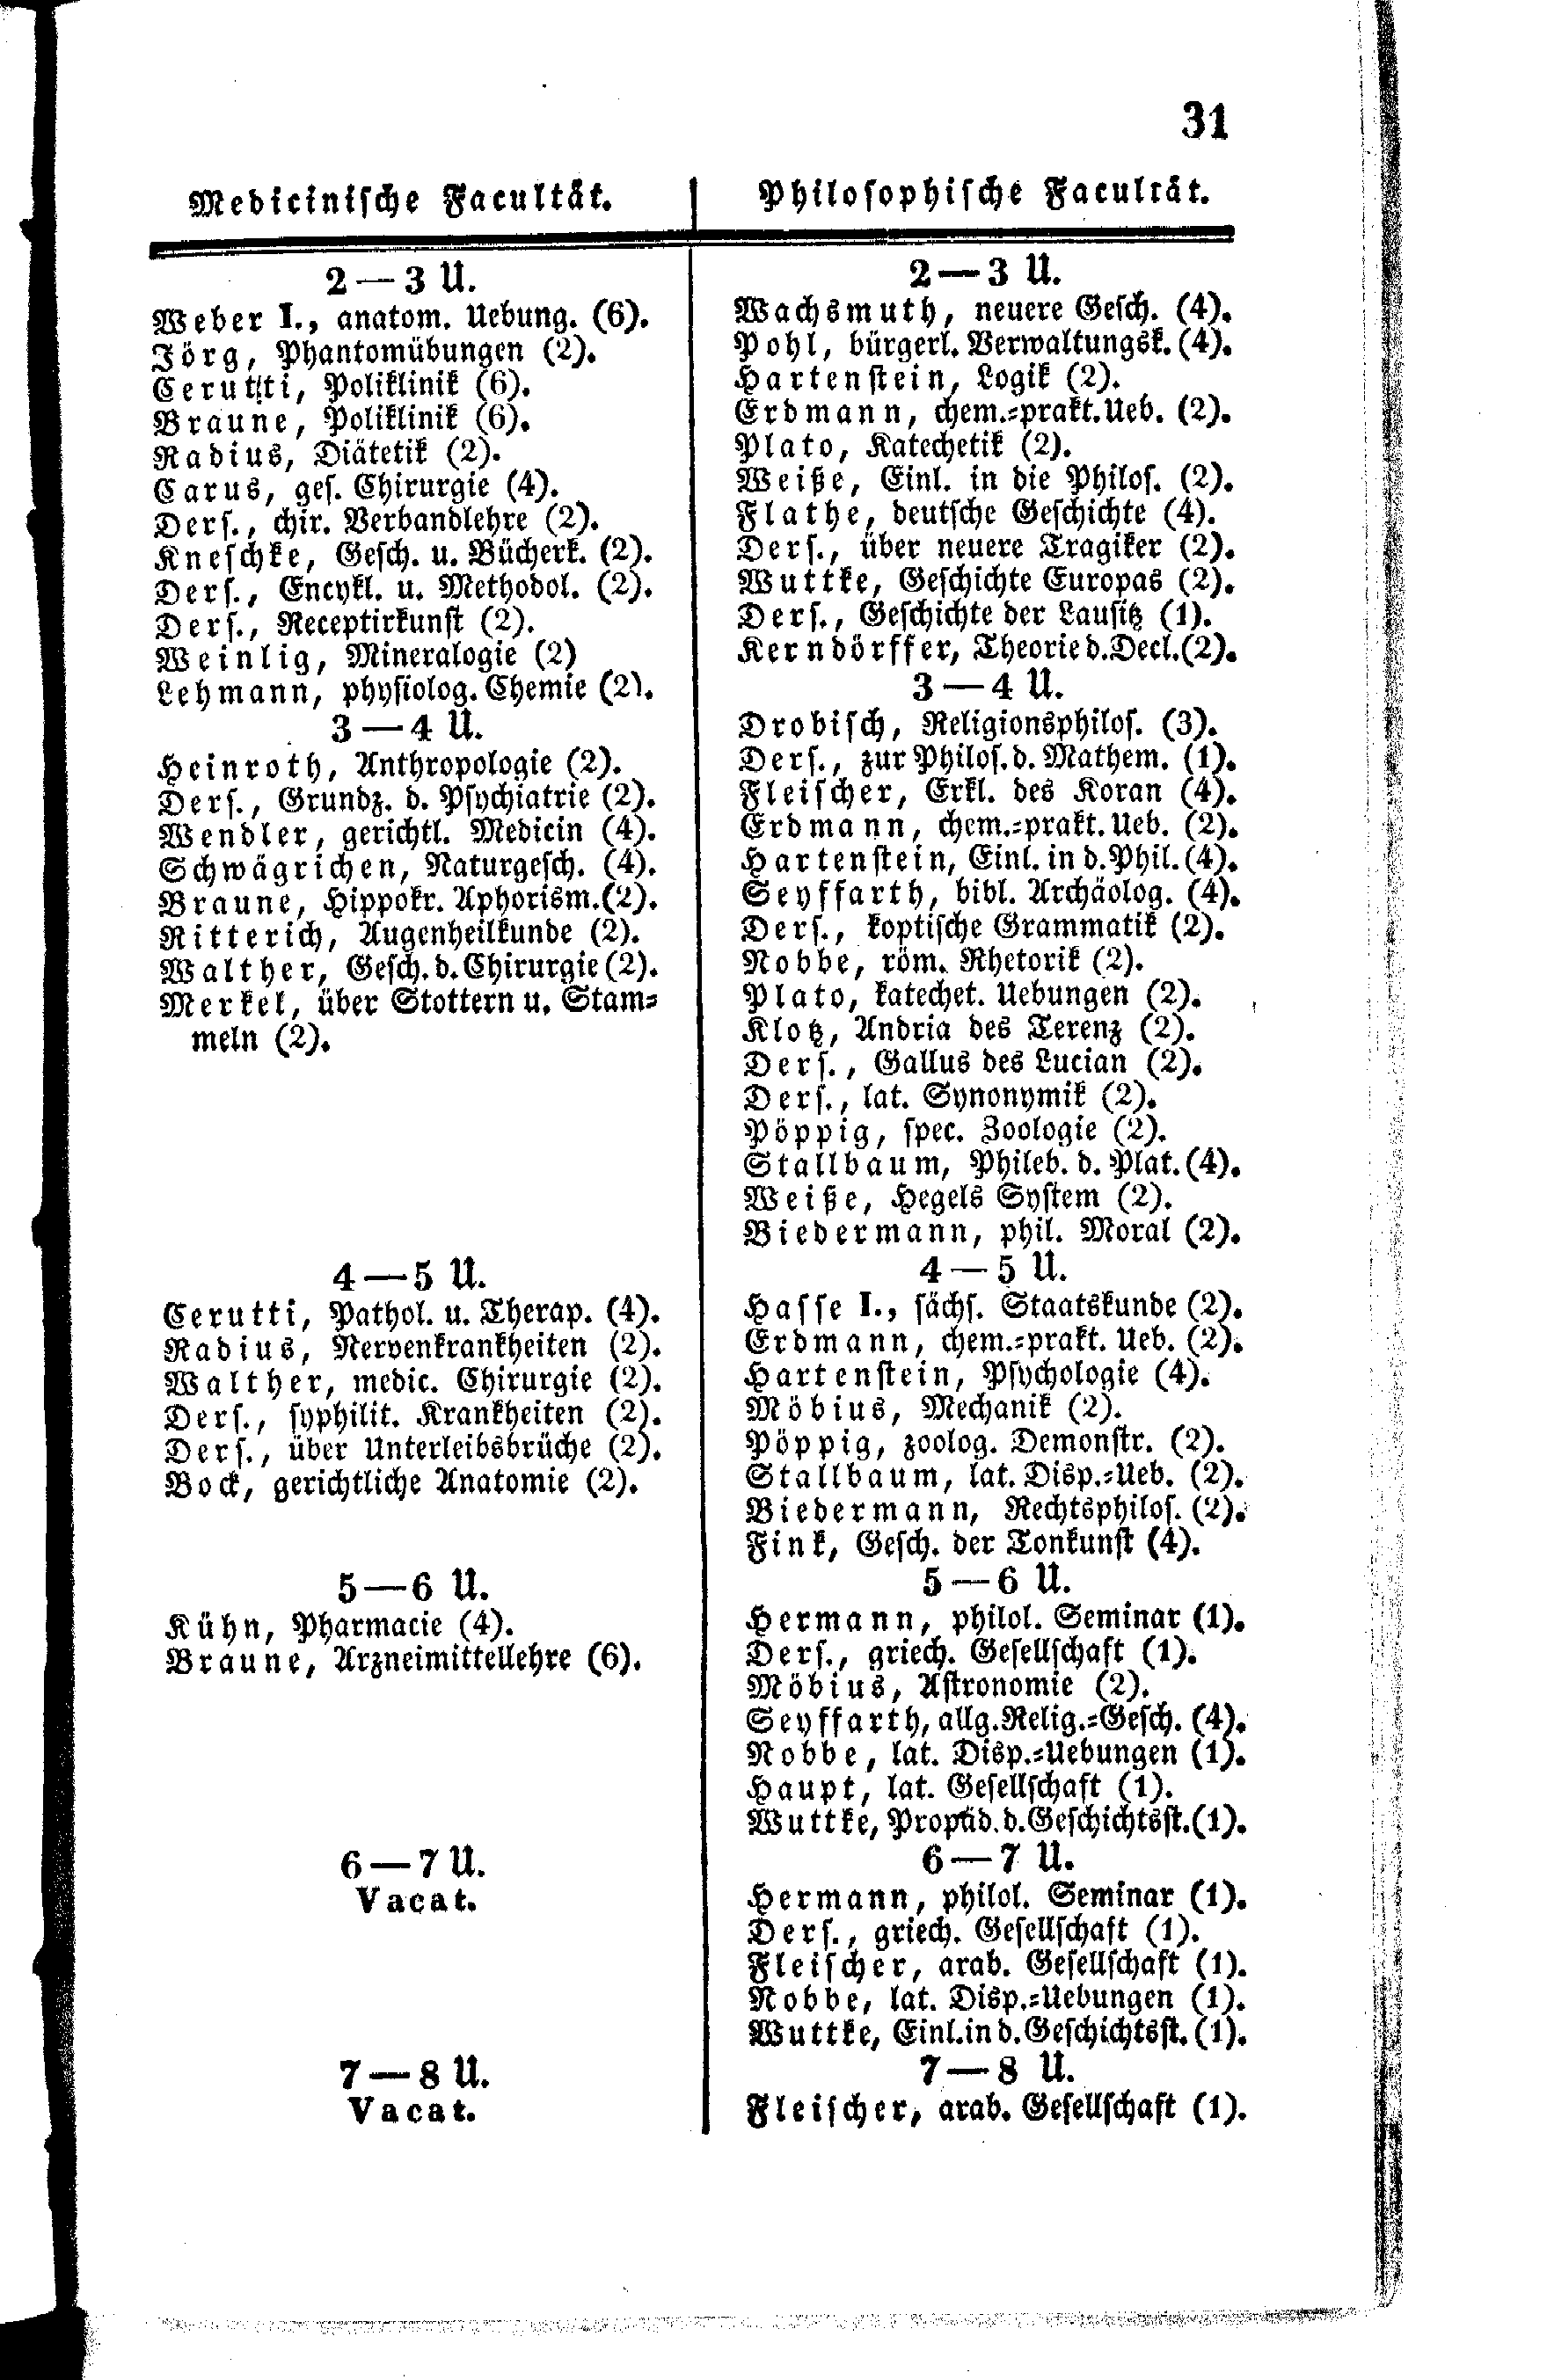 31
Medicinische Facultät.
2—3 U.
Weber I., anatom. Uebung. (6).
Jörg, Phantomübungen (2).
Cerutti, Poliklinik (6).
Braune, Poliklinik (6).
Radius, Diätetik (2).
Carus, ges. Chirurgie (4).
Ders., chir. Verbandlehre (2).
Kneschke, Gesch. u. Bücherk. (2).
Ders., Encykl. u. Methodol. (2).
Ders., Receptirkunst (2).
Weinlig, Mineralogie (2)
Lehmann, physiolog. Chemie (2).
3—4 U.
Heinroth, Anthropologie (2).
Ders., Grundz. d. Psychiatrie (2).
Wendler, gerichtl. Medicin (4).
Schwägrichen, Naturgesch. (4).
Braune, Hippokr. Aphorism. (2).
Ritterich, Augenheilkunde (2).
Walther, Gesch. d. Chirurgie (2).
Merkel, über Stottern u. Stam-
meln (2).
4—5 U.
Cerutti, Pathol. u. Therap. (4).
Radius, Nervenkrankheiten (2).
Walther, medic. Chirurgie (2).
Ders., syphilit. Krankheiten (2).
Ders., über Unterleibsbrüche (2).
Bock, gerichtliche Anatomie (2).
5—6 U.
Kühn, Pharmacie (4).
Braune, Arzneimittellehre (6).
6—7 U.
Vacat.
7—8 U.
Vacat.
Philosophische Facultät.
2—3 U.
Wachsmuth, neuere Gesch. (4).
Pohl, bürgerl. Verwaltungsk. (4).
Hartenstein, Logik (2).
Erdmann, chem.-prakt. Ueb. (2).
Plato, Katechetik (2).
Weiße, Einl. in die Philos. (2).
Flathe, deutsche Geschichte (4).
Ders., über neuere Tragiker (2).
Wuttke, Geschichte Europas (2).
Ders., Geschichte der Lausitz (1).
Kerndörffer, Theorie d. Decl. (2).
3—4 U.
Drobisch, Religionsphilos. (3).
Ders., zur Philos. d. Mathem. (1).
Fleischer, Erkl. des Koran (4).
Erdmann, chem.-prakt. Ueb. (2).
Hartenstein, Einl. in d. Phil. (4).
Seyffarth, bibl. Archäolog. (4).
Ders., koptische Grammatik (2).
Nobbe, röm. Rhetorik (2).
Plato, katechet. Uebungen (2).
Klotz, Andria des Terenz (2).
Ders., Gallus des Lucian (2).
Ders., lat. Synonymik (2).
Pöppig, spec. Zoologie (2).
Stallbaum, Phileb. d. Plat. (4).
Weiße, Hegels System (2).
Biedermann, phil. Moral (2).
4—5 U.
Hasse I., sächs. Staatskunde (2).
Erdmann, chem.-prakt. Ueb. (2).
Hartenstein, Psychologie (4).
Möbius, Mechanik (2).
Pöppig, zoolog. Demonstr. (2).
Stallbaum, lat. Disp.-Ueb. (2).
Biedermann, Rechtsphilos. (2).
Fink, Gesch. der Tonkunst (4).
5—6 U.
Hermann, philol. Seminar (1).
Ders., griech. Gesellschaft (1).
Möbius, Astronomie (2).
Seyffarth, allg. Relig.-Gesch. (4).
Nobbe, lat. Disp.-Uebungen (1).
Haupt, lat. Gesellschaft (1).
Wuttke, Propäd. d. Geschichtsst. (1).
6—7 U.
Hermann, philol. Seminar (1).
Ders., griech. Gesellschaft (1).
Fleischer, arab. Gesellschaft (1).
Nobbe, lat. Disp.-Uebungen (1).
Wuttke, Einl. in d. Geschichtsst. (1).
7—8 U.
Fleischer, arab. Gesellschaft (1).